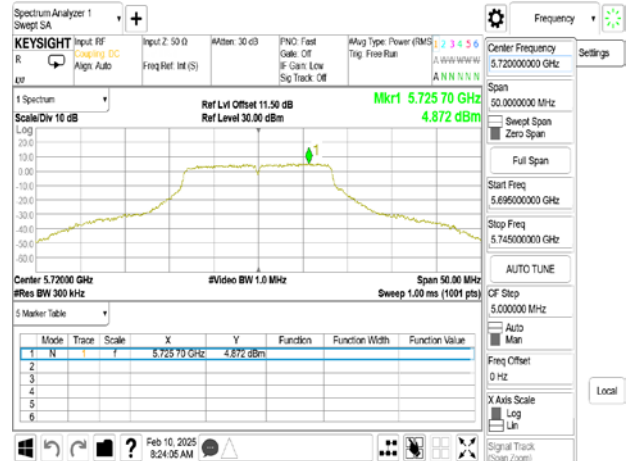 Spectrum Analyzer 1
Swept SA
Frequency
KEYSIGHT
R
Input: RF
Coupling: DC
Align: Auto
Input Z: 50 Ω
Freq Ref: Int (S)
#Atten: 30 dB
PNO: Fast
Gate: Off
IF Gain: Low
Sig Track: Off
#Avg Type: Power (RMS
Trig: Free Run
1 2 3 4 5 6
A W W W W W
A N N N N N
Center Frequency
5.720000000 GHz
Settings
Span
50.0000000 MHz
Swept Span
Zero Span
Full Span
Start Freq
5.695000000 GHz
Stop Freq
5.745000000 GHz
AUTO TUNE
CF Step
5.000000 MHz
Auto
Man
Freq Offset
0 Hz
X Axis Scale
Log
Lin
Signal Track
(Span Zoom)
Local
1 Spectrum
Scale/Div 10 dB
Ref Lvl Offset 11.50 dB
Ref Level 30.00 dBm
Mkr1 5.725 70 GHz
4.872 dBm
Log
20.0
10.0
0.00
-10.0
-20.0
-30.0
-40.0
-50.0
-60.0
1
Center 5.72000 GHz
#Res BW 300 kHz
#Video BW 1.0 MHz
Span 50.00 MHz
Sweep 1.00 ms (1001 pts)
5 Marker Table
Mode Trace Scale X Y Function Function Width Function Value
1 N 1 f 5.725 70 GHz 4.872 dBm
2
3
4
5
6
?
Feb 10, 2025
8:24:05 AM